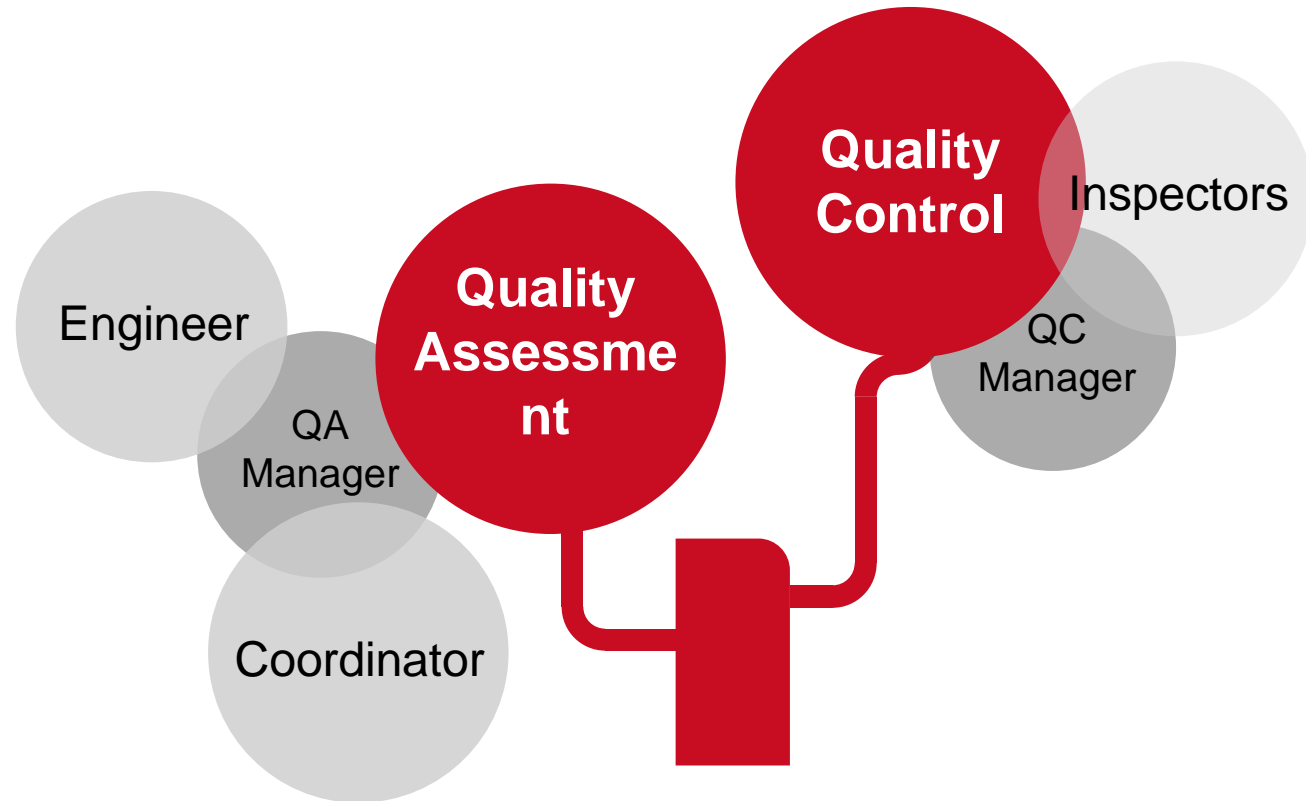 Quality
Control
Inspectors
Quality
Assessme
nt
Engineer
QC
Manager
QA
Manager
Coordinator